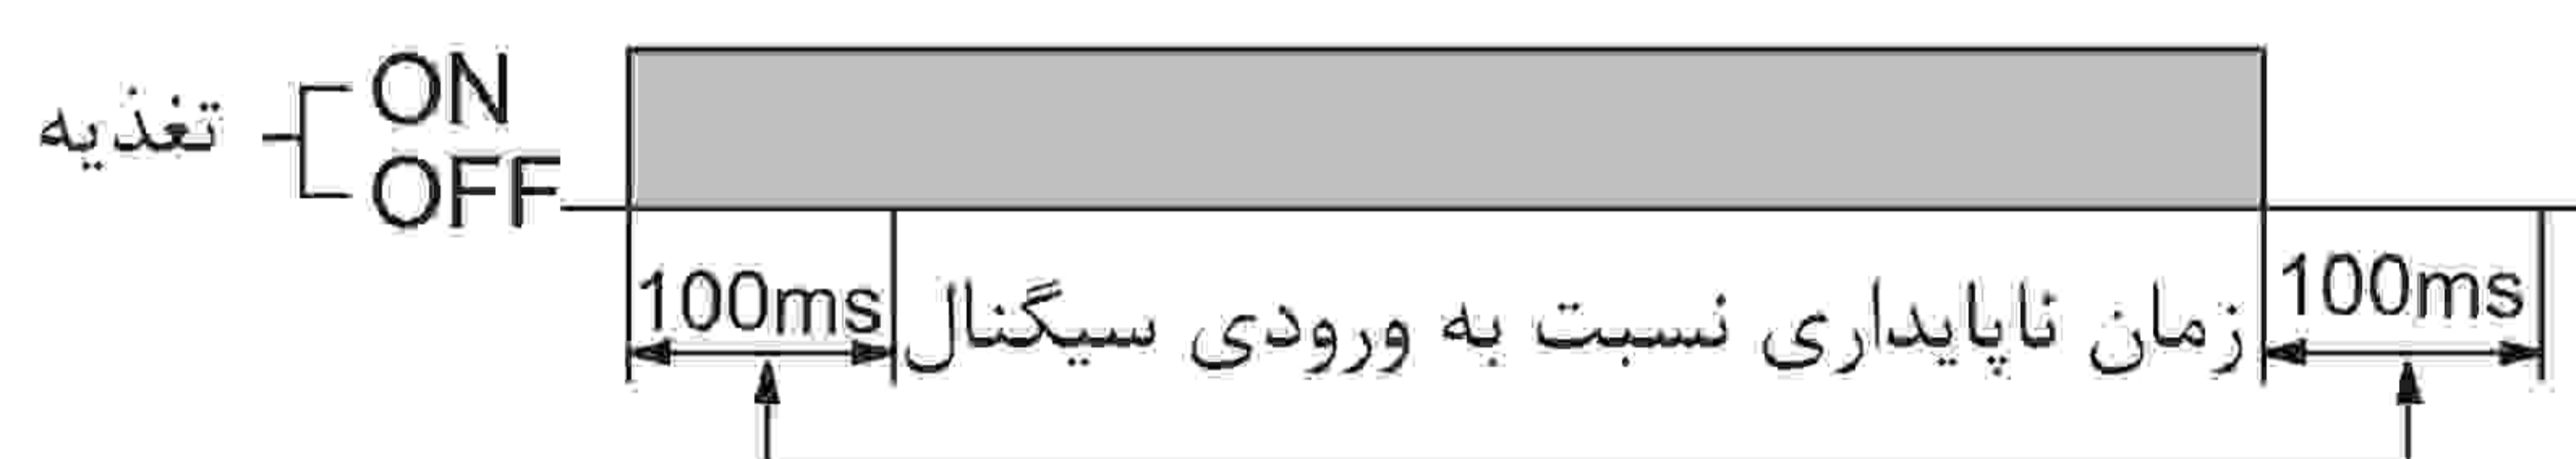 تغذیه
ON
OFF
100ms
زمان ناپایداری نسبت به ورودی سیگنال
100ms